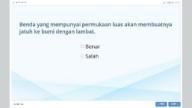 Benda yang mempunyai permukaan luas akan membuatnya
jatuh ke bumi dengan lambat.
Benar
Salah